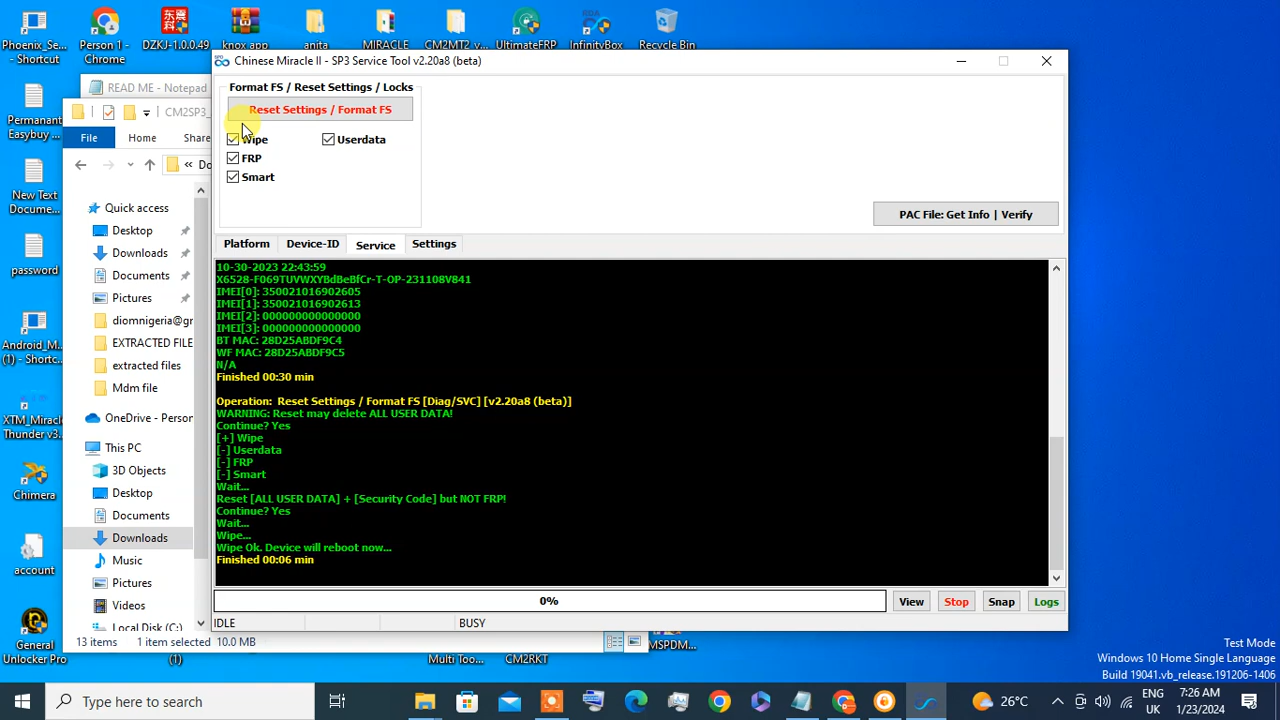 Phoenix_Se...
- Shortcut
Person 1 -
Chrome
DZKJ-1.0.0.49
knox app
anita
MIRACLE
CM2MT2_v...
UltimateFRP
InfinityBox
Recycle Bin
READ ME - Notepad
Chinese Miracle II - SP3 Service Tool v2.20a8 (beta)
CM2SP3_
Format FS / Reset Settings / Locks
Reset Settings / Format FS
Wipe
Userdata
FRP
Smart
PAC File: Get Info | Verify
Platform
Device-ID
Service
Settings
10-30-2023 22:43:59
X6528-F069TUVWXYBdBeBfCr-T-OP-231108V841
IMEI[0]: 350021016902605
IMEI[1]: 350021016902613
IMEI[2]: 000000000000000
IMEI[3]: 000000000000000
BT MAC: 28D25ABDF9C4
WF MAC: 28D25ABDF9C5
N/A
Finished 00:30 min
Operation: Reset Settings / Format FS [Diag/SVC] [v2.20a8 (beta)]
WARNING: Reset may delete ALL USER DATA!
Continue? Yes
[+] Wipe
[-] Userdata
[-] FRP
[-] Smart
Wait...
Reset [ALL USER DATA] + [Security Code] but NOT FRP!
Continue? Yes
Wait...
Wipe...
Wipe Ok. Device will reboot now...
Finished 00:06 min
0%
View
Stop
Snap
Logs
IDLE
BUSY
File
Home
Share
« Do
Quick access
Desktop
Downloads
Documents
Pictures
diomnigeria@gr
EXTRACTED FILE
extracted files
Mdm file
OneDrive - Person
This PC
3D Objects
Desktop
Documents
Downloads
Music
Pictures
Videos
Local Disk (C:)
13 items
1 item selected
10.0 MB
Permanant
Easybuy ...
New Text
Docume...
password
Android_M...
(1) - Shortc...
XTM_Miracl
Thunder v3...
Chimera
account
General
Unlocker Pro
(1)
Multi Too...
CM2RKT
MSPDM...
Test Mode
Windows 10 Home Single Language
Build 19041.vb_release.191206-1406
Type here to search
26°C
ENG
UK
7:26 AM
1/23/2024